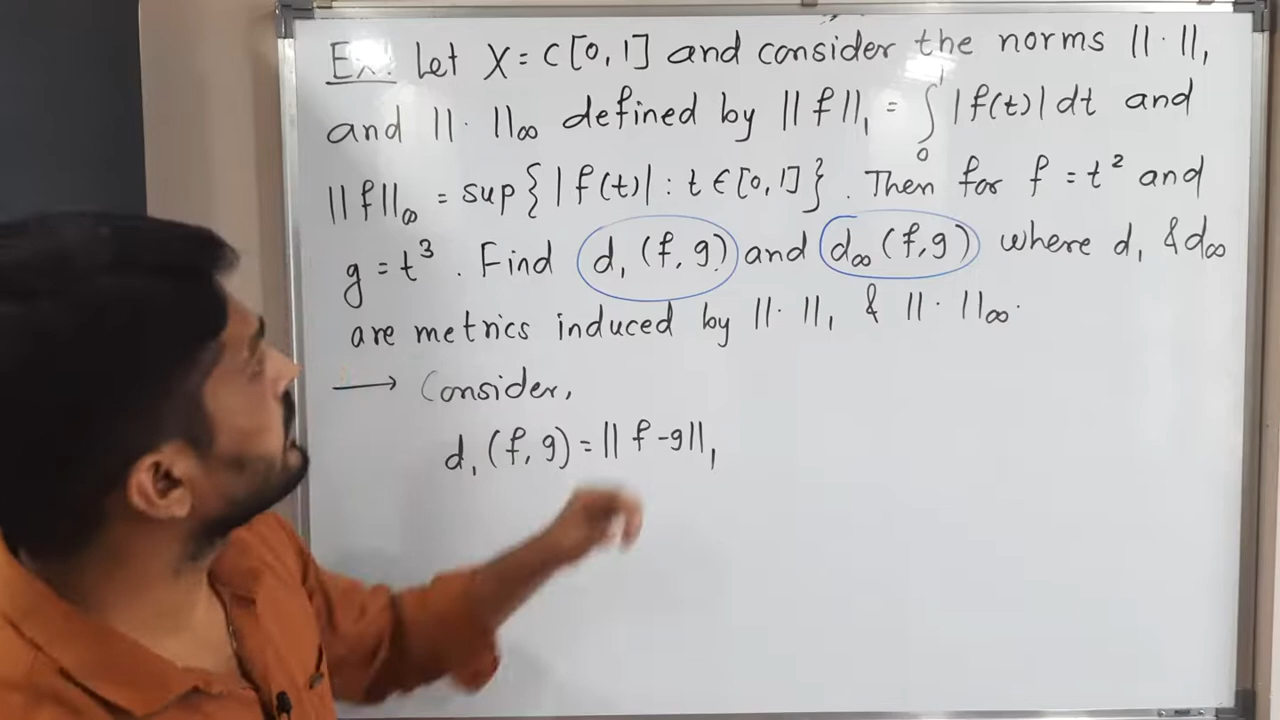 Ex: Let X = C[0,1] and consider the norms ||·||₁
and ||·||∞ defined by ||f||₁ = ∫₀¹ |f(t)| dt and
||f||∞ = sup{|f(t)| : t ∈ [0,1]}. Then for f = t² and
g = t³. Find d₁(f,g) and d∞(f,g) where d₁ & d∞
are metrics induced by ||·||₁ & ||·||∞.
→ Consider,
d₁(f,g) = ||f-g||₁